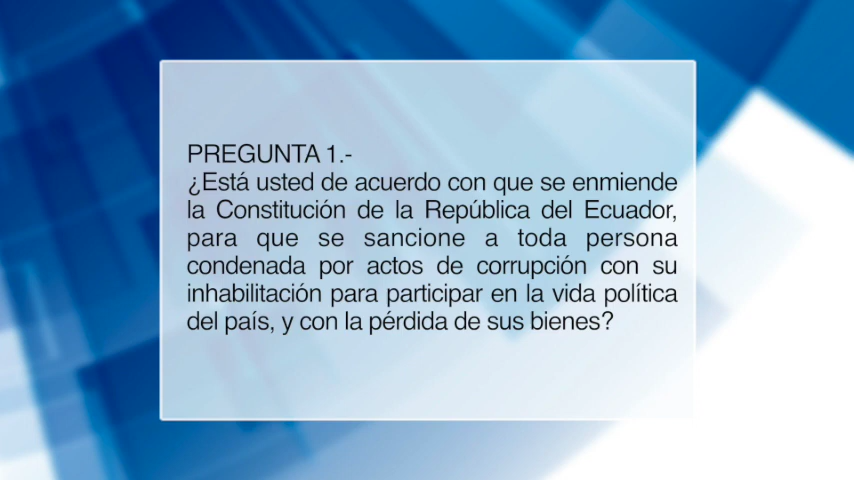 PREGUNTA 1.-
¿Está usted de acuerdo con que se enmiende
la Constitución de la República del Ecuador,
para que se sancione a toda persona
condenada por actos de corrupción con su
inhabilitación para participar en la vida política
del país, y con la pérdida de sus bienes?